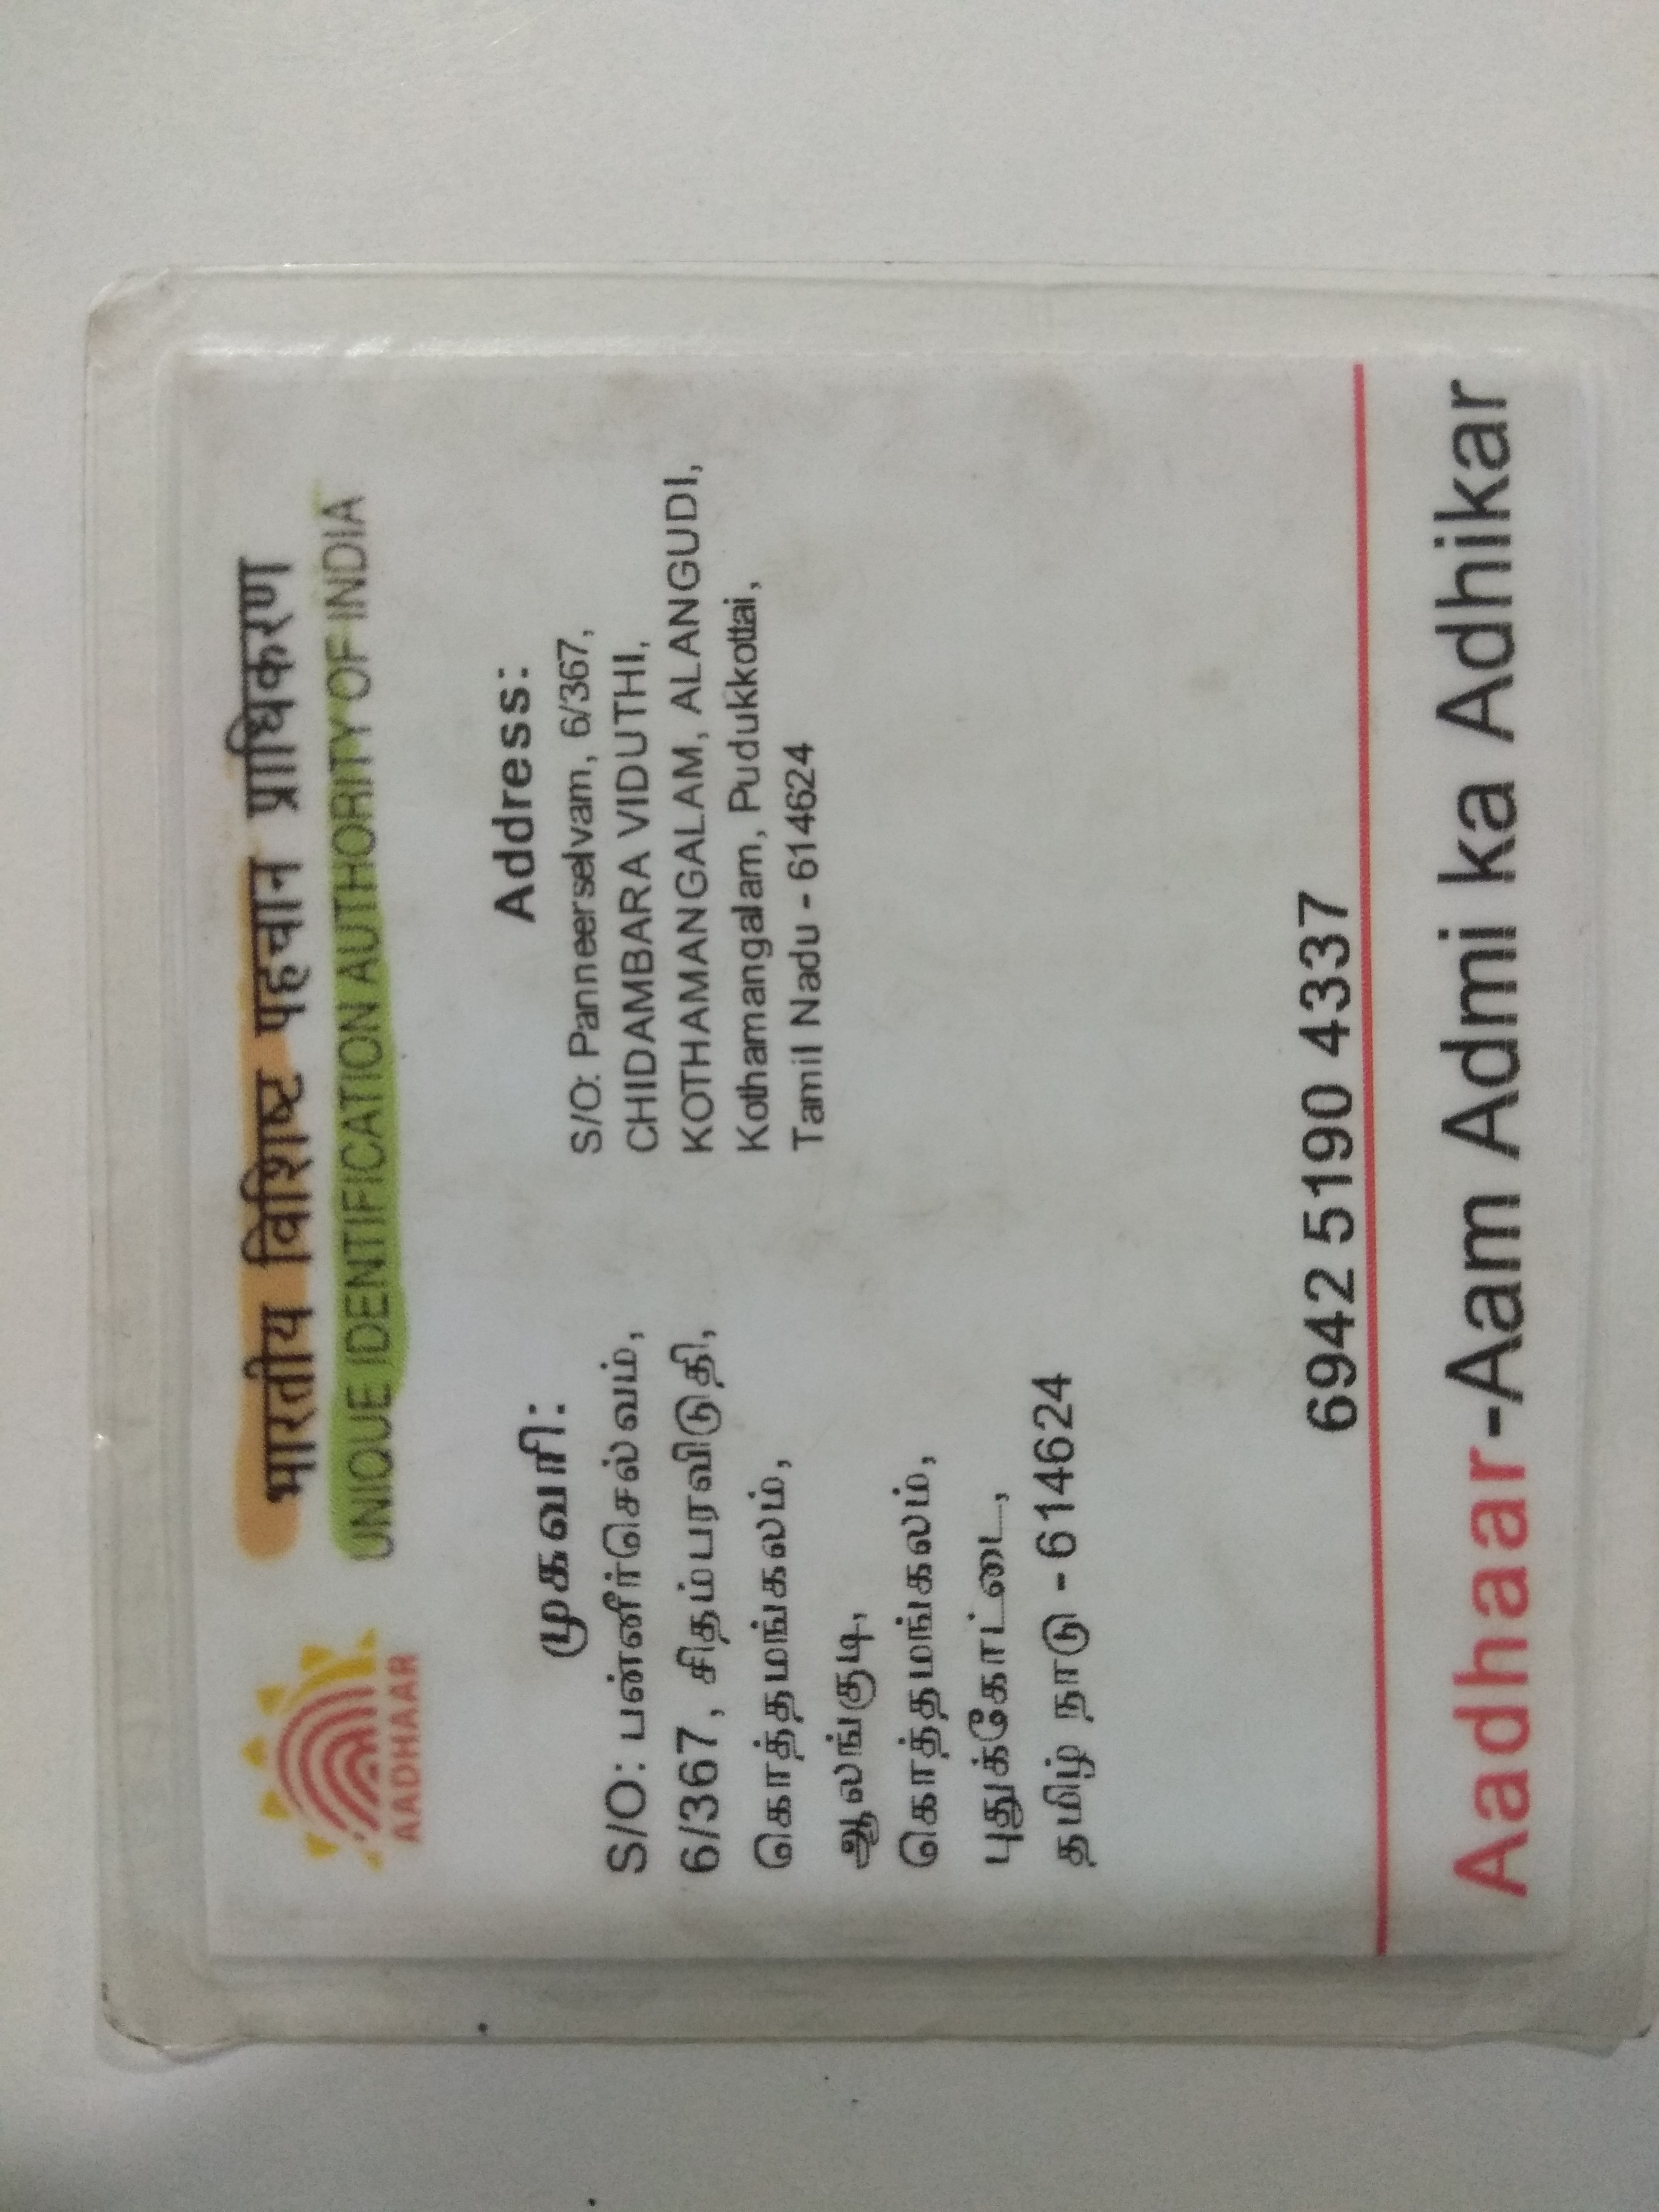 भारतीय विशिष्ट पहचान प्राधिकरण
UNIQUE IDENTIFICATION AUTHORITY OF INDIA
AADHAAR
முகவரி:
S/O: பன்னீர்செல்வம்,
6/367, சிதம்பரவிடுதி,
கொத்தமங்கலம்,
ஆலங்குடி,
கொத்தமங்கலம்,
புதுக்கோட்டை,
தமிழ் நாடு - 614624
Address:
S/O: Panneerselvam, 6/367,
CHIDAMBARA VIDUTHI,
KOTHAMANGALAM, ALANGUDI,
Kothamangalam, Pudukkottai,
Tamil Nadu - 614624
6942 5190 4337
Aadhaar-Aam Admi ka Adhikar